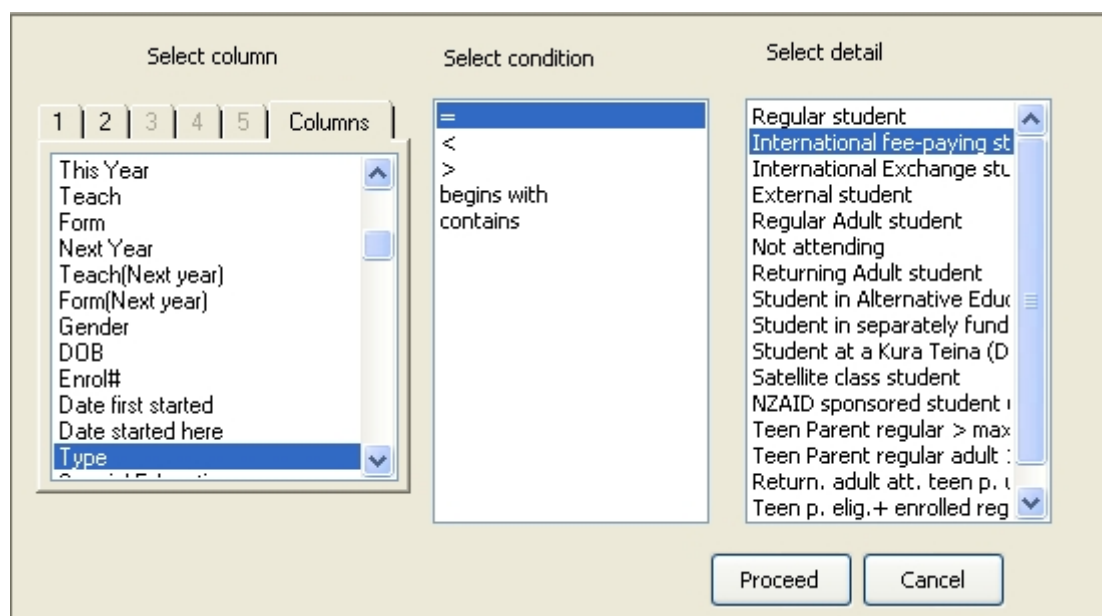 Select column
Select condition
Select detail
1 2 3 4 5 Columns
This Year
Teach
Form
Next Year
Teach(Next year)
Form(Next year)
Gender
DOB
Enrol#
Date first started
Date started here
Type
=
<
>
begins with
contains
Regular student
International fee-paying st
International Exchange stu
External student
Regular Adult student
Not attending
Returning Adult student
Student in Alternative Educ
Student in separately fund
Student at a Kura Teina (D
Satellite class student
NZAID sponsored student
Teen Parent regular > max
Teen Parent regular adult
Return. adult att. teen p.
Teen p. elig.+ enrolled reg
Proceed Cancel